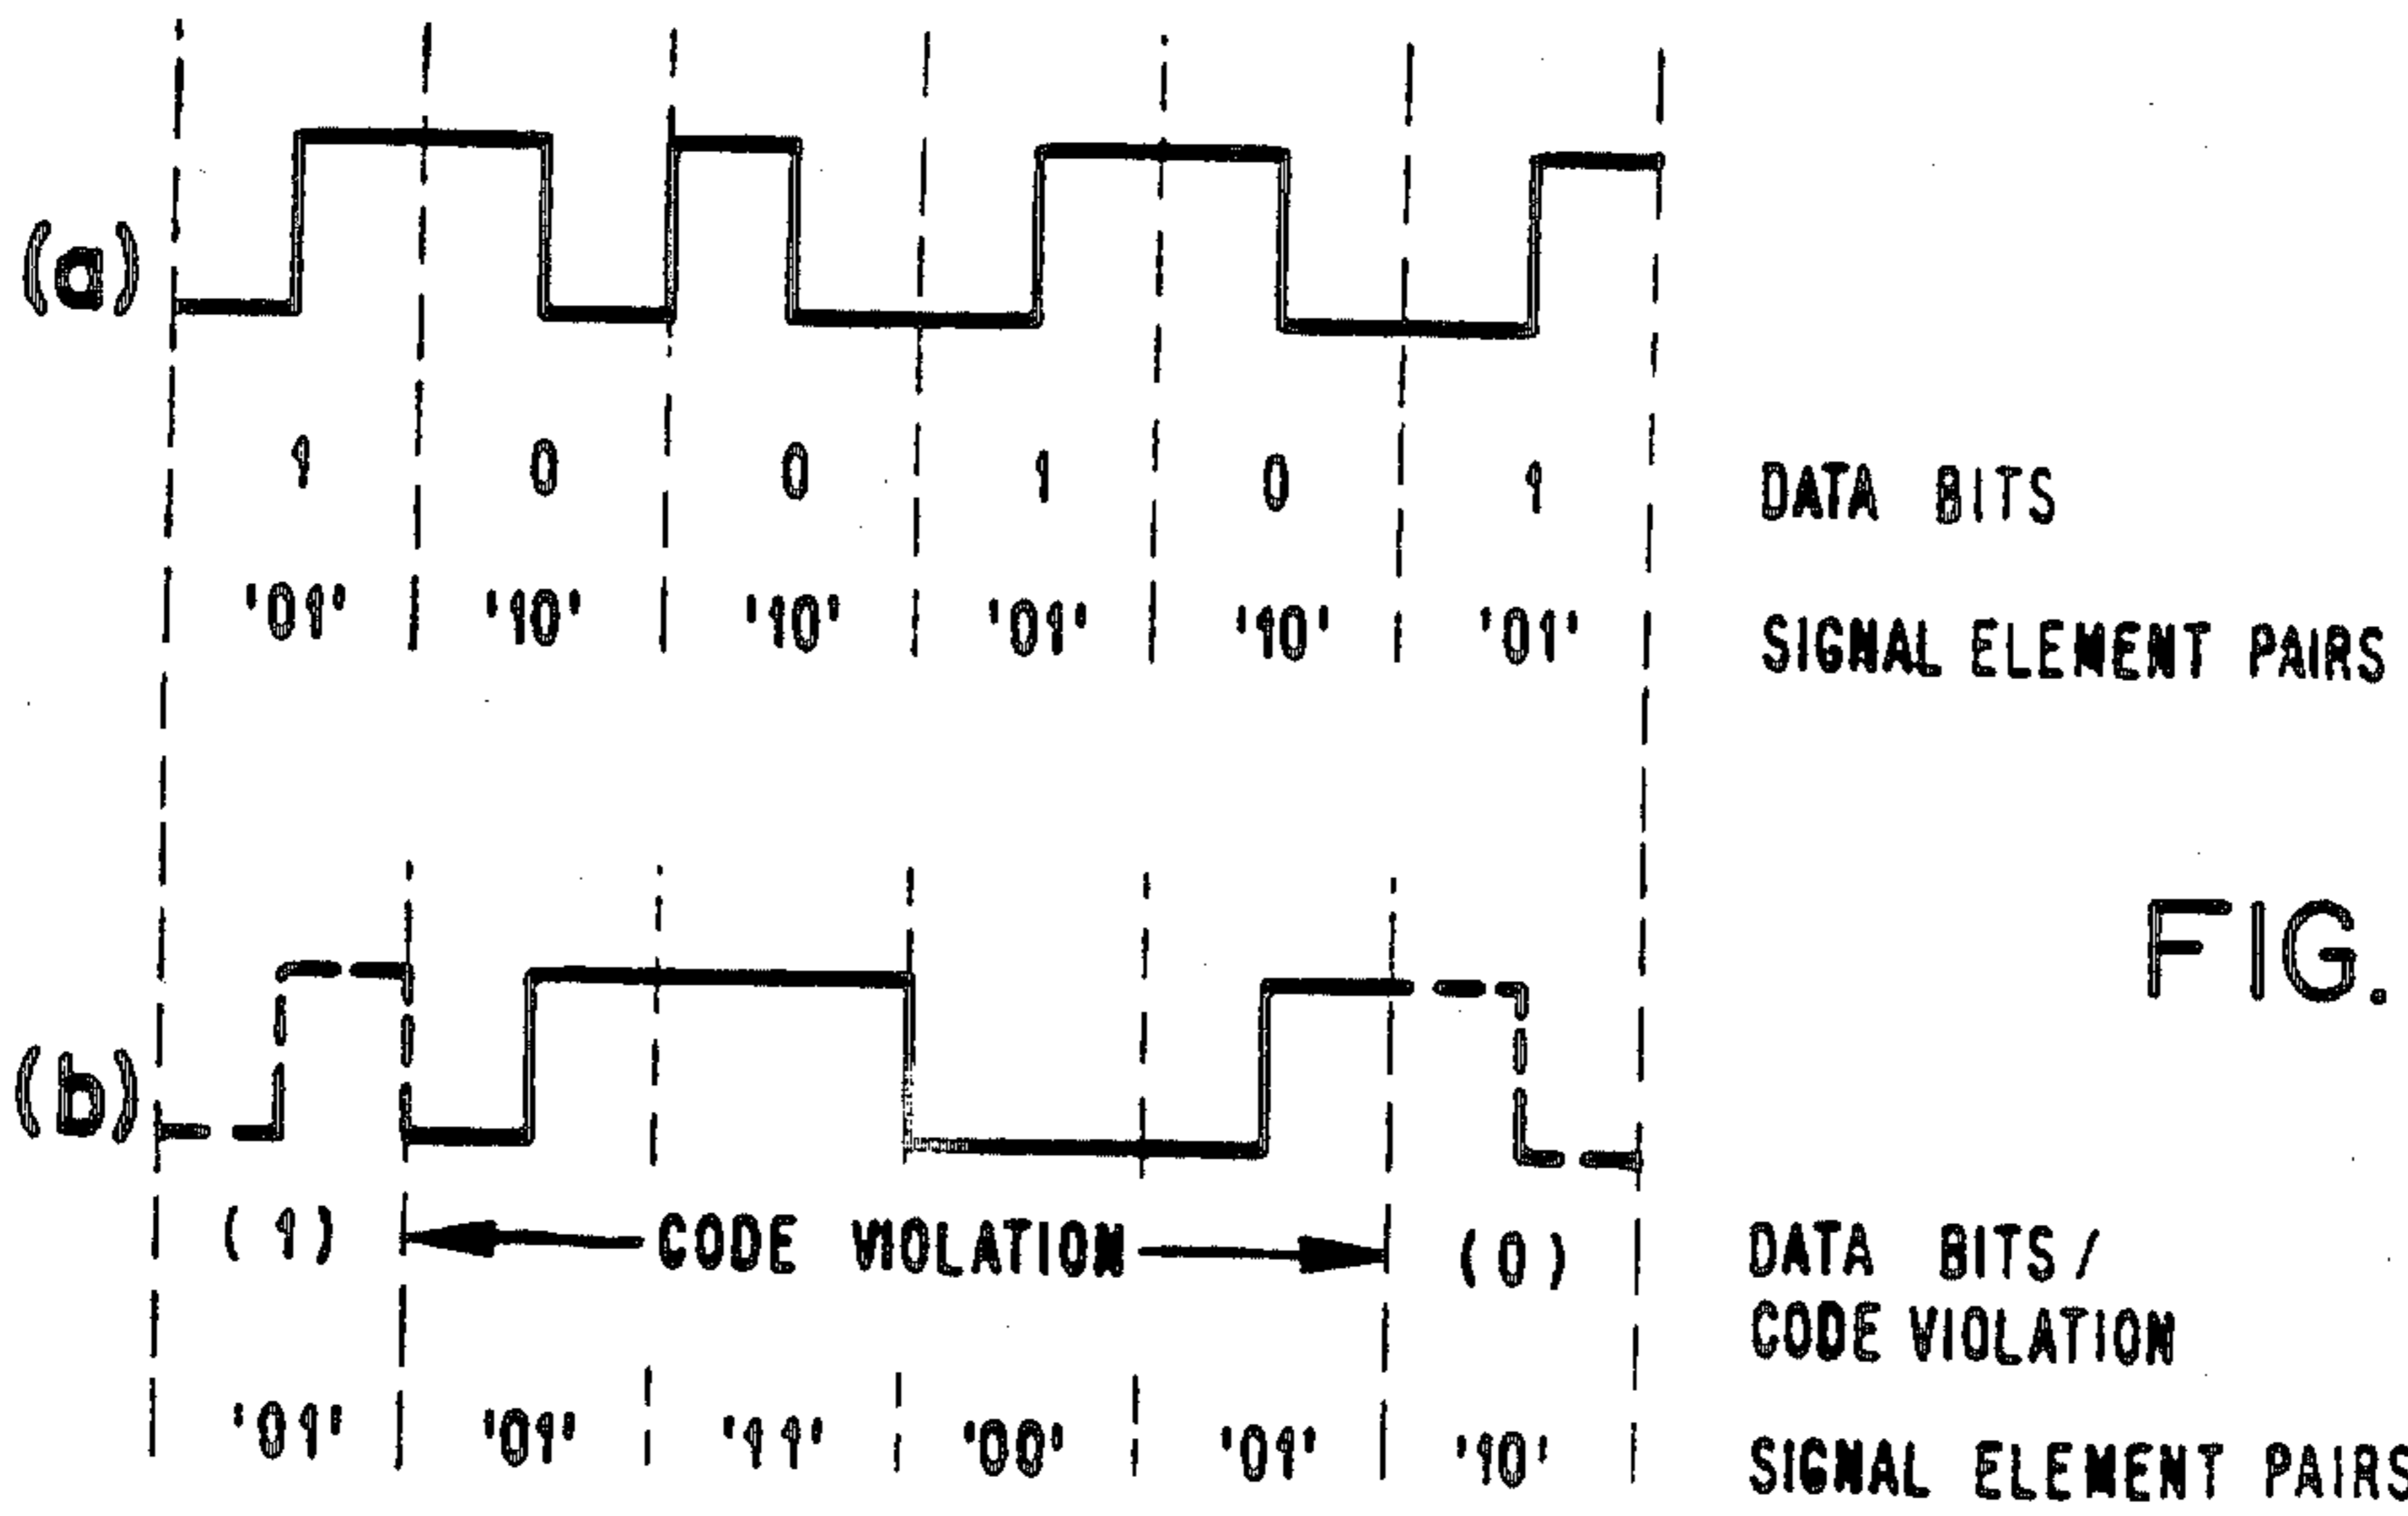 (a)
1 0 0 1 0 1 DATA BITS
'01' '10' '10' '01' '10' '01' SIGNAL ELEMENT PAIRS
FIG.
(b)
(1) CODE VIOLATION (0) DATA BITS/
CODE VIOLATION
'01' '01' '11' '00' '01' '10' SIGNAL ELEMENT PAIRS